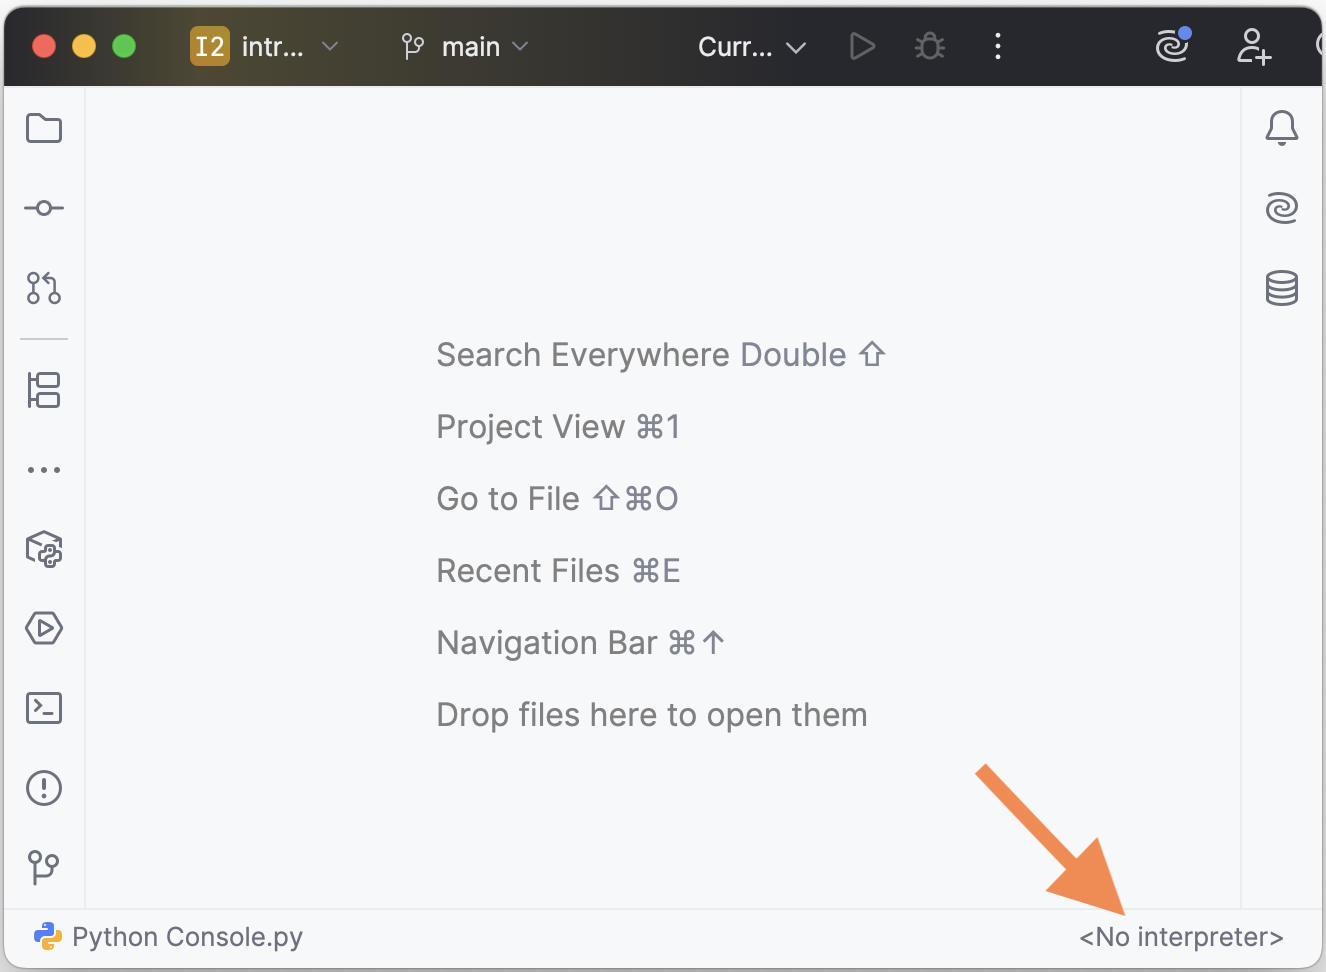 I2 intr... main Curr...
Search Everywhere Double ⇧
Project View ⌘1
Go to File ⇧⌘O
Recent Files ⌘E
Navigation Bar ⌘↑
Drop files here to open them
Python Console.py <No interpreter>